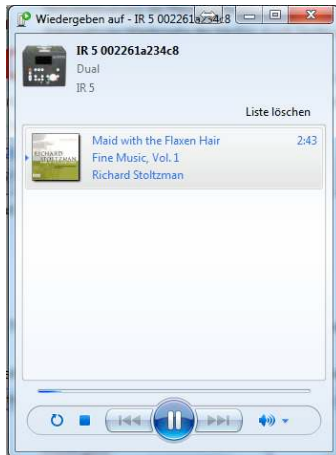 Wiedergeben auf - IR 5 002261a234c8
IR 5 002261a234c8
Dual
IR 5
Liste löschen
Maid with the Flaxen Hair 2:43
Fine Music, Vol. 1
Richard Stoltzman
RICHARD
STOLTZMAN